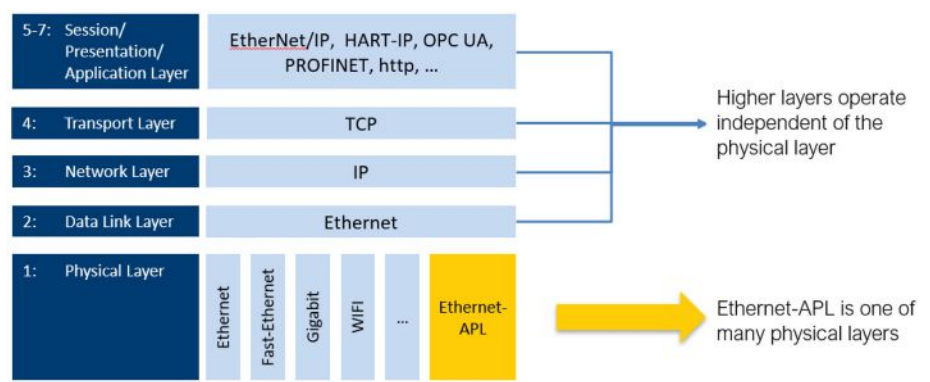 5-7: Session/
Presentation/
Application Layer
EtherNet/IP, HART-IP, OPC UA,
PROFINET, http, ...
4: Transport Layer
TCP
3: Network Layer
IP
2: Data Link Layer
Ethernet
1: Physical Layer
Ethernet
Fast-Ethernet
Gigabit
WIFI
...
Ethernet-
APL
Higher layers operate
independent of the
physical layer
Ethernet-APL is one of
many physical layers